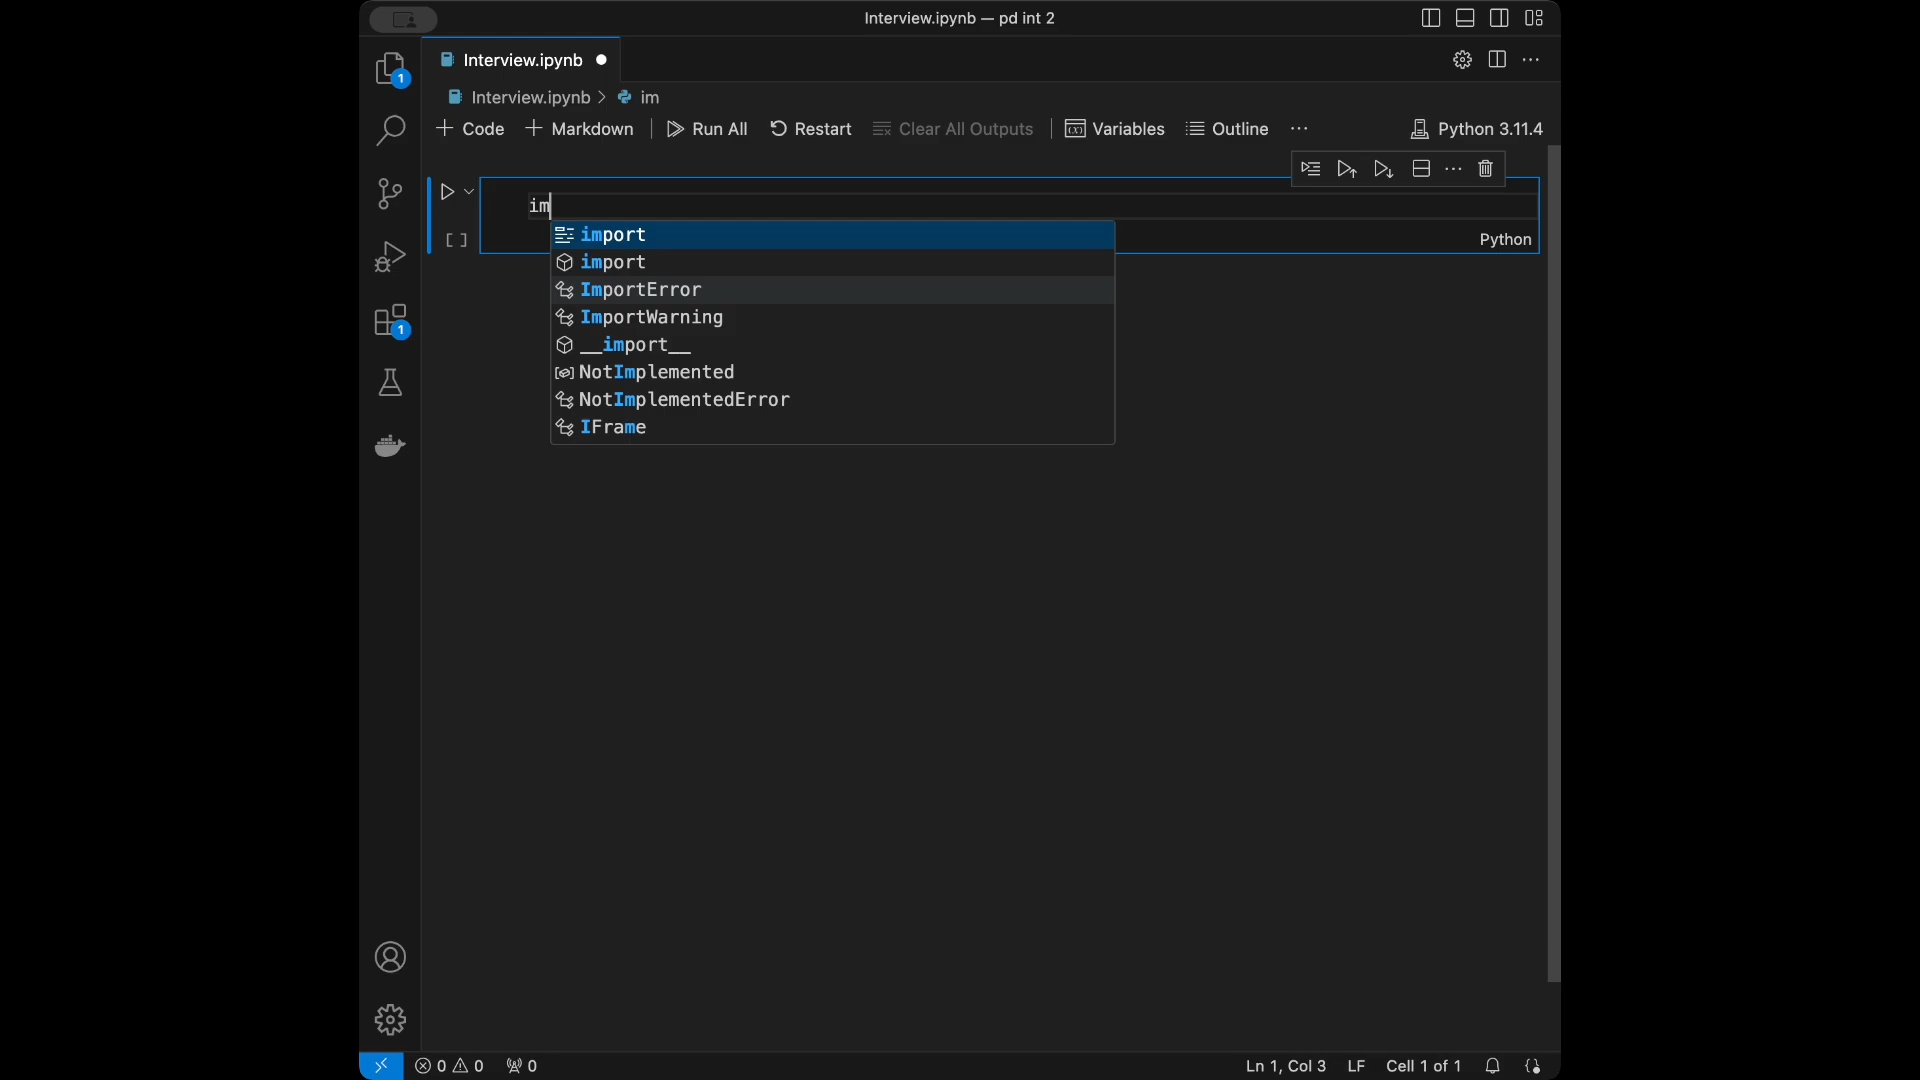 Interview.ipynb — pd int 2
1
Interview.ipynb
Interview.ipynb > im
Code Markdown Run All Restart Clear All Outputs Variables Outline ... Python 3.11.4
im
[ ]
Python
import
import
ImportError
ImportWarning
__import__
NotImplemented
NotImplementedError
IFrame
1
0 0 0 Ln 1, Col 3 LF Cell 1 of 1